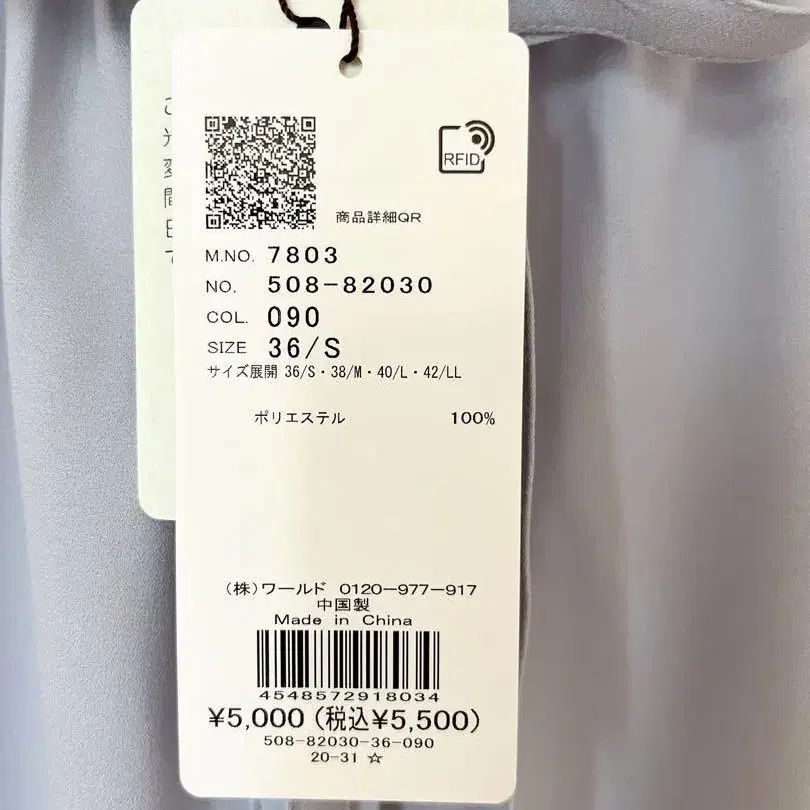 RFID
商品詳細QR
M.NO. 7803
NO. 508-82030
COL. 090
SIZE 36/S
サイズ展開 36/S・38/M・40/L・42/LL
ポリエステル 100%
(株)ワールド 0120-977-917
中国製
Made in China
4548572918034
¥5,000 (税込¥5,500)
508-82030-36-090
20-31 ☆